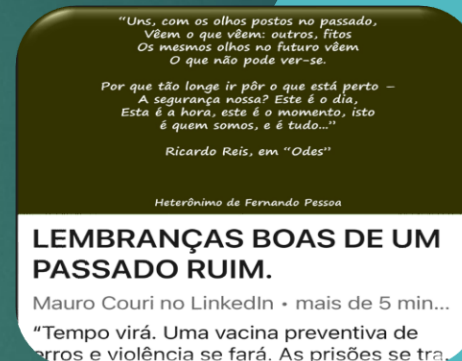 “Uns, com os olhos postos no passado,
Vêem o que vêem: outros, fitos
Os mesmos olhos no futuro vêem
O que não pode ver-se.
Por que tão longe ir pôr o que está perto –
A segurança nossa? Este é o dia,
Esta é a hora, este é o momento, isto
é quem somos, e é tudo...”
Ricardo Reis, em “Odes”
Heterônimo de Fernando Pessoa
LEMBRANÇAS BOAS DE UM
PASSADO RUIM.
Mauro Couri no LinkedIn • mais de 5 min...
“Tempo virá. Uma vacina preventiva de
erros e violência se fará. As prisões se tra.